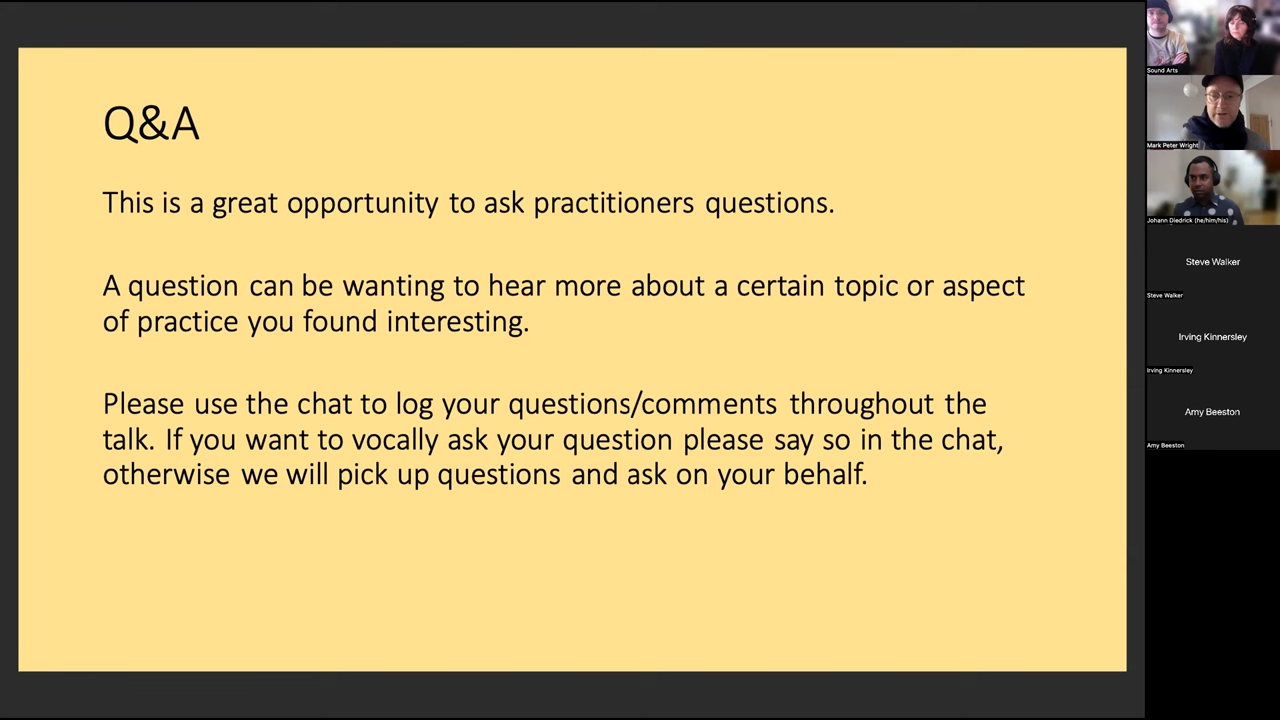 Q&A
This is a great opportunity to ask practitioners questions.
A question can be wanting to hear more about a certain topic or aspect
of practice you found interesting.
Please use the chat to log your questions/comments throughout the
talk. If you want to vocally ask your question please say so in the chat,
otherwise we will pick up questions and ask on your behalf.
Sound Arts
Mark Peter Wright
Johann Diedrick (he/him/his)
Steve Walker
Steve Walker
Irving Kinnersley
Irving Kinnersley
Amy Beeston
Amy Beeston